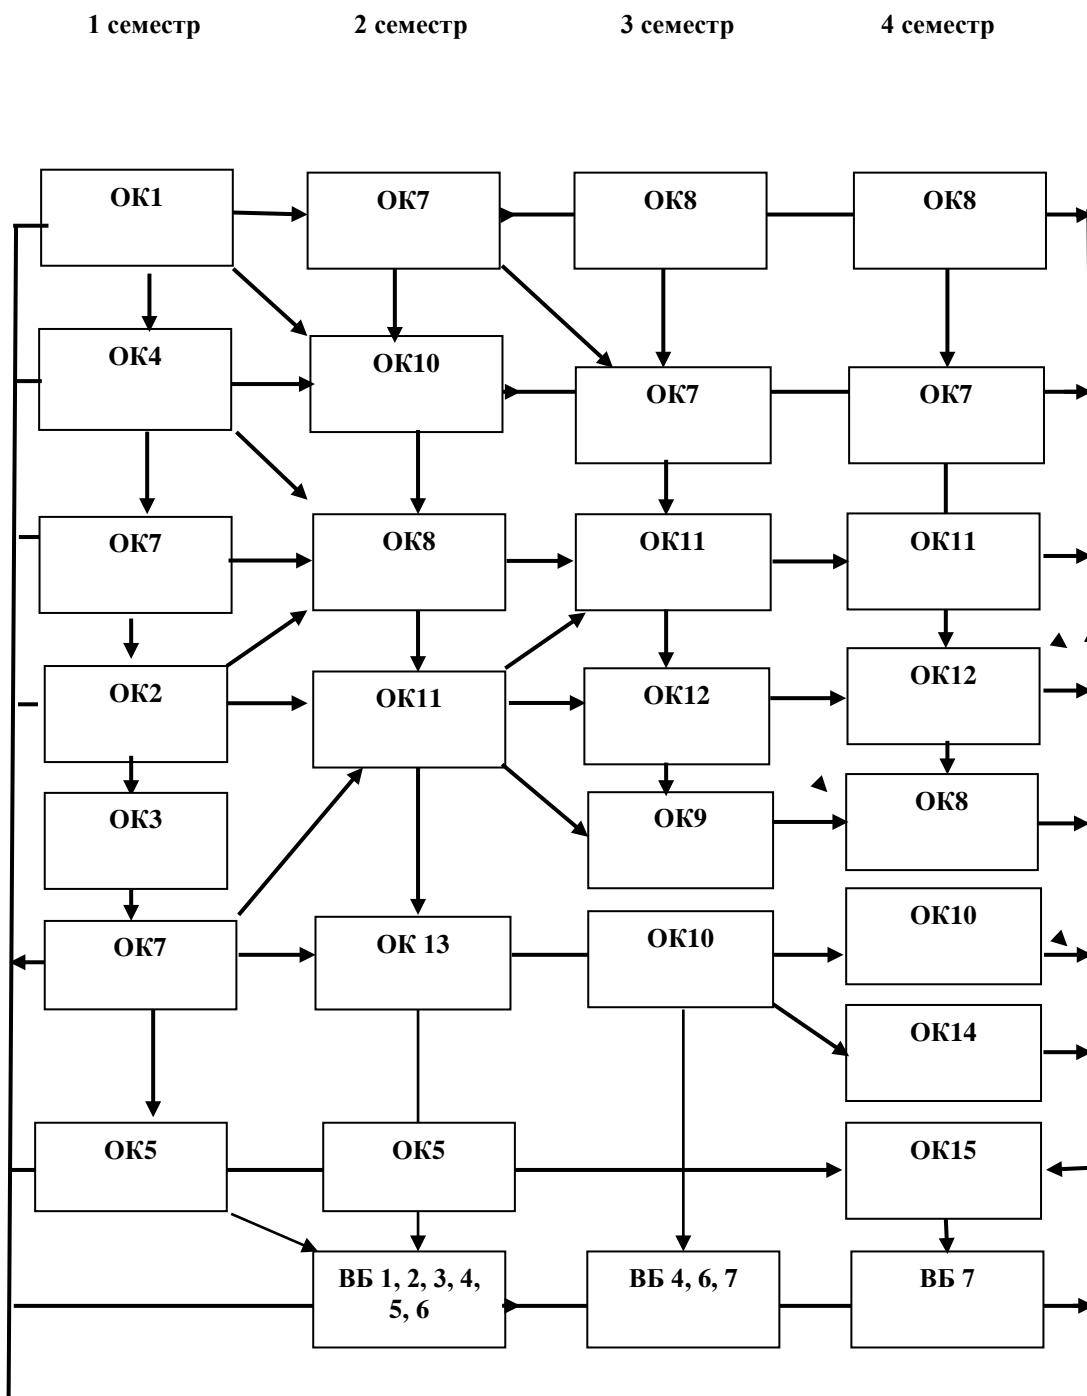 1 семестр
2 семестр
3 семестр
4 семестр
ОК1
ОК7
ОК8
ОК8
ОК4
ОК10
ОК7
ОК7
ОК7
ОК8
ОК11
ОК11
ОК2
ОК11
ОК12
ОК12
ОК3
ОК9
ОК8
ОК7
ОК 13
ОК10
ОК10
ОК14
ОК5
ОК5
ОК15
ВБ 1, 2, 3, 4,
5, 6
ВБ 4, 6, 7
ВБ 7